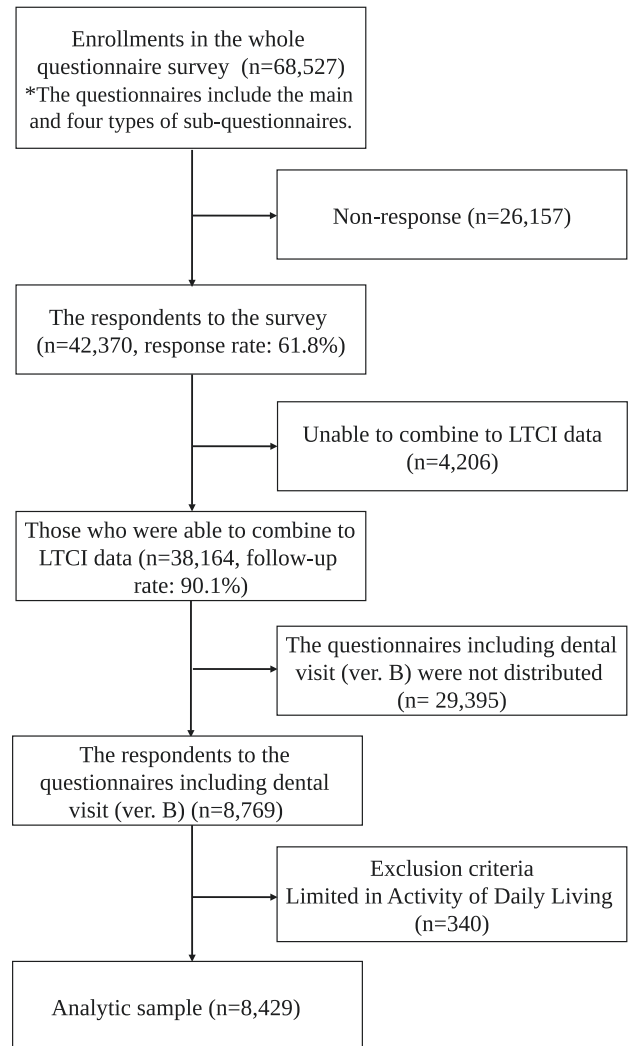 Enrollments in the whole
questionnaire survey (n=68,527)
*The questionnaires include the main
and four types of sub-questionnaires.
Non-response (n=26,157)
The respondents to the survey
(n=42,370, response rate: 61.8%)
Unable to combine to LTCI data
(n=4,206)
Those who were able to combine to
LTCI data (n=38,164, follow-up
rate: 90.1%)
The questionnaires including dental
visit (ver. B) were not distributed
(n= 29,395)
The respondents to the
questionnaires including dental
visit (ver. B) (n=8,769)
Exclusion criteria
Limited in Activity of Daily Living
(n=340)
Analytic sample (n=8,429)